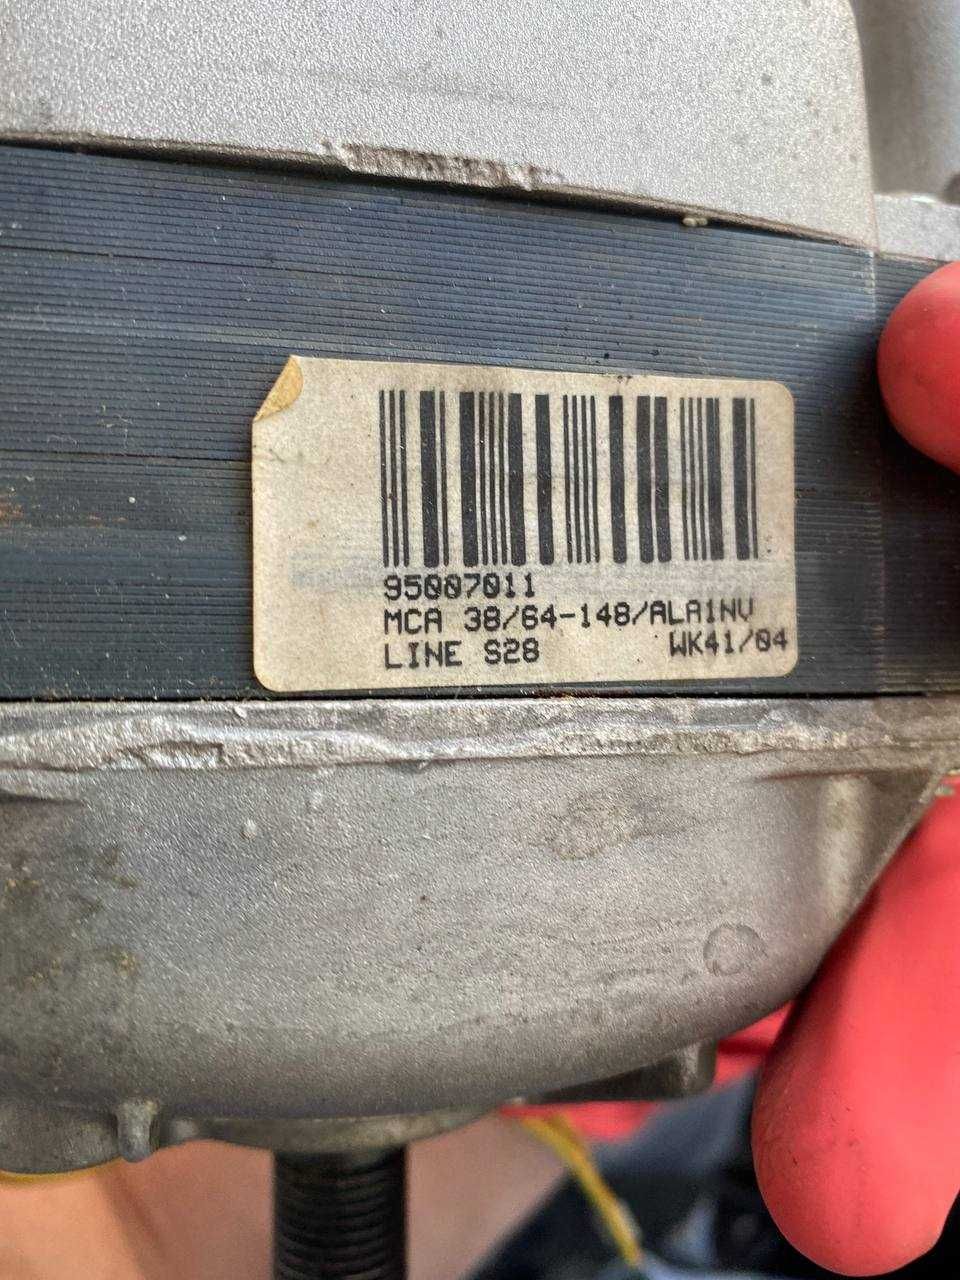 95007011
MCA 38/64-148/ALA1NV
LINE S28 WK41/04